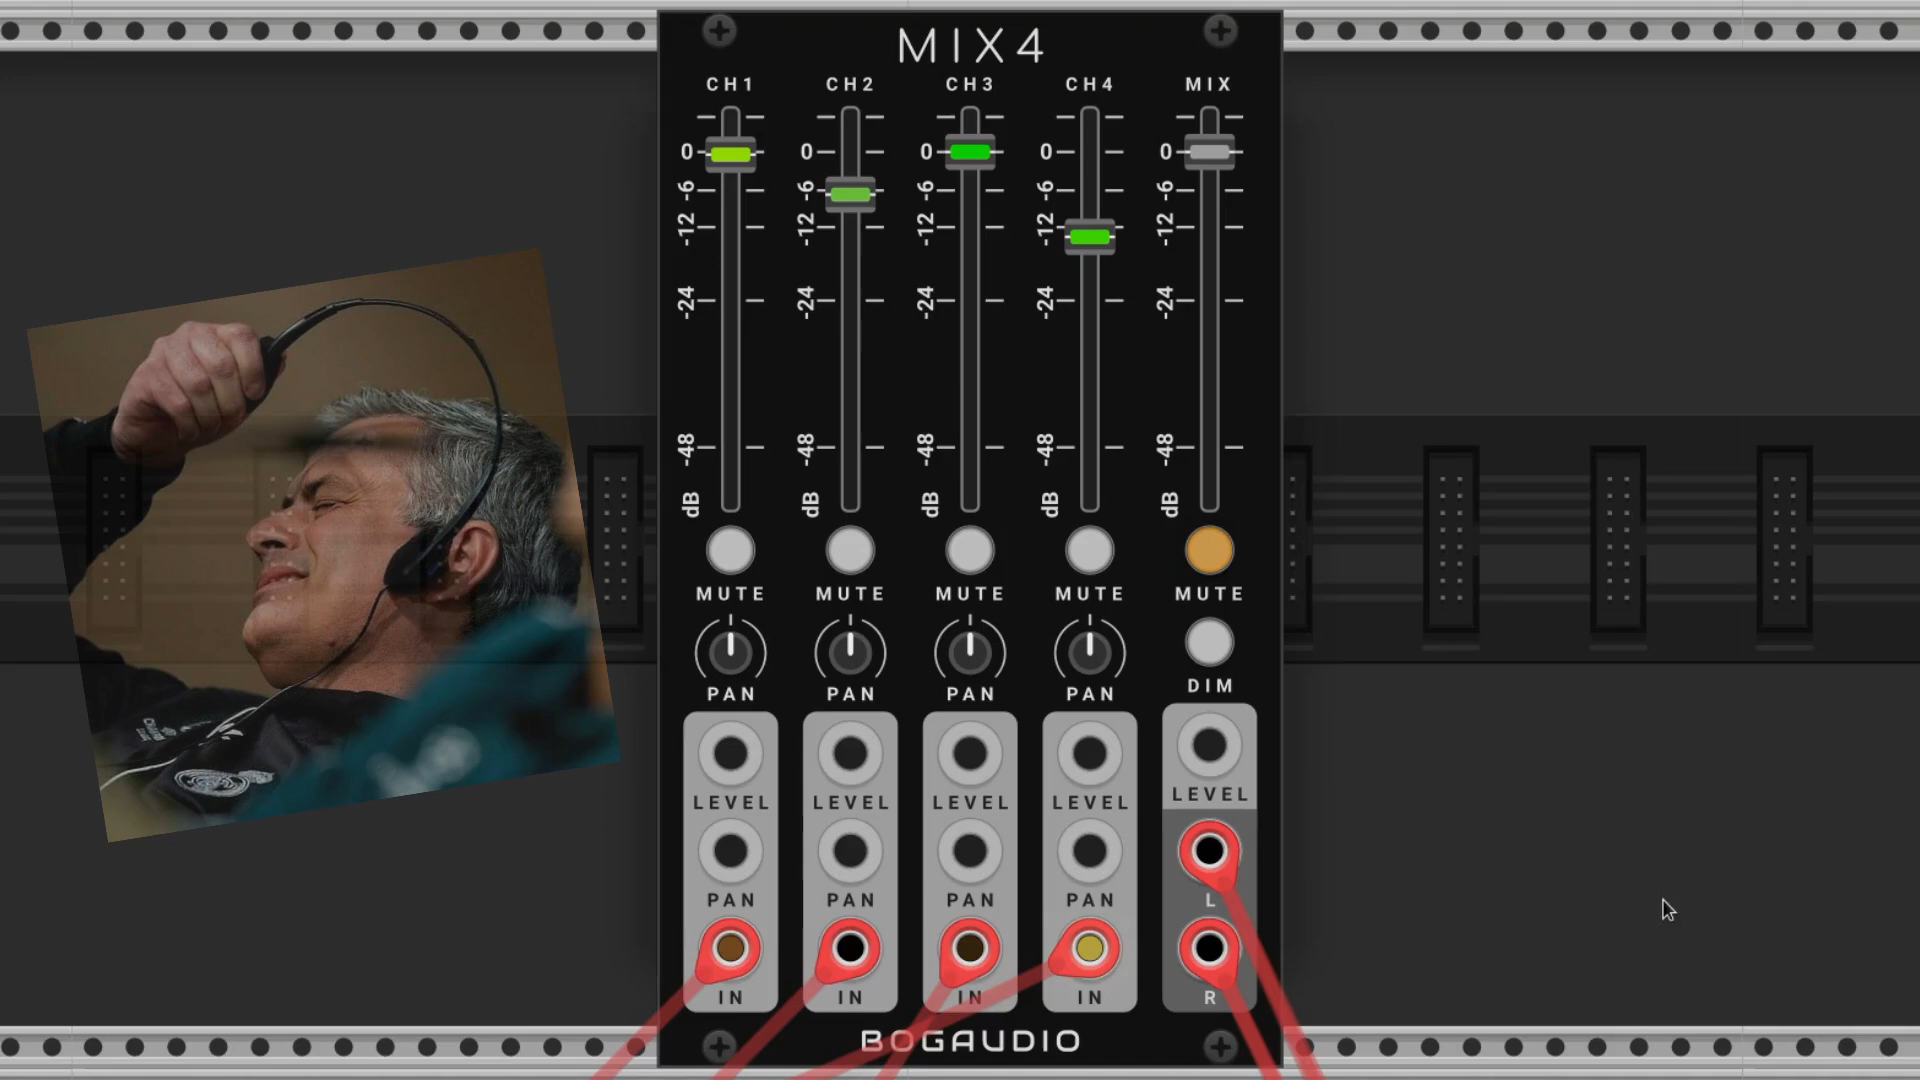 MIX4
CH1 CH2 CH3 CH4 MIX
0 0 0 0 0
-6 -6 -6 -6 -6
-12 -12 -12 -12 -12
-24 -24 -24 -24 -24
-48 -48 -48 -48 -48
dB dB dB dB dB
MUTE MUTE MUTE MUTE MUTE
PAN PAN PAN PAN DIM
LEVEL LEVEL LEVEL LEVEL LEVEL
PAN PAN PAN PAN L
IN IN IN IN R
BOGAUDIO